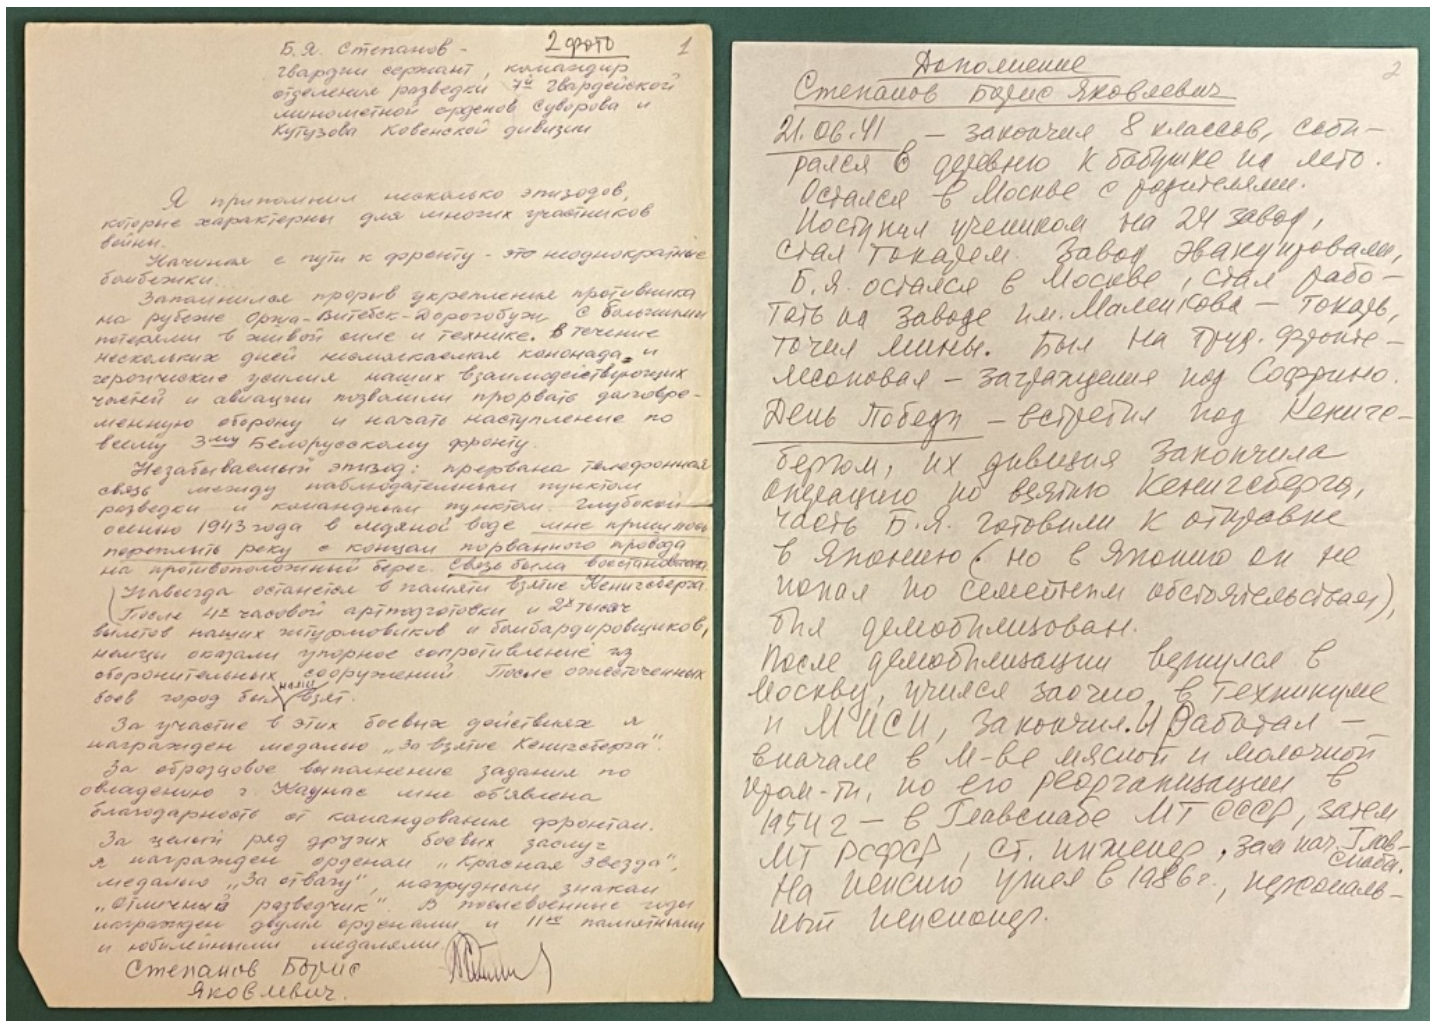 Б.Я. Степанов -
2 фото
1
гвардии сержант, командир
отделения разведки 7й гвардейской
минометной орденов Суворова и
Кутузова Ковенской дивизии
Я припомнил несколько эпизодов,
которые характерны для многих участников
войны.
Начиная с пути к фронту - это неоднократные
бомбежки.
Запомнился прорыв укрепления противника
на рубеже Орша-Витебск-Дорогобуж с большими
потерями в живой силе и технике. В течение
нескольких дней несмолкаемая канонада и
героические усилия наших взаимодействующих
частей и авиации позволили прорвать долговре-
менную оборону и начать наступление по
всему 3му Белорусскому фронту.
Незабываемый эпизод: прервана телефонная
связь между наблюдательным пунктом
разведки и командным пунктом. Глубокой
осенью 1943 года в ледяной воде мне пришлось
переплыть реку с концом порванного провода
на противоположный берег. Связь была восстановлена
Навсегда останется в памяти взятие Кенигсберга.
После 4х часовой артподготовки и 2х тысяч
вылетов наших штурмовиков и бомбардировщиков,
немцы оказали упорное сопротивление из
оборонительных сооружений После ожесточенных
боев город был нами взят
За участие в этих боевых действиях я
награжден медалью „За взятие Кенигсберга".
За образцовое выполнение задания по
овладению г. Каунас мне об'явлена
благодарность от командования фронтом.
За целый ряд других боевых заслуг
я награжден орденом „Красная Звезда",
медалью „За отвагу", нагрудным знаком
„Отличный разведчик". В послевоенные годы
награжден двумя орденами и 11ю памятными
и юбилейными медалями.
Степанов Борис
Яковлевич.
2
Дополнение
Степанов Борис Яковлевич
21.06.41 — закончил 8 классов, соби-
рался в деревню к бабушке на лето.
Остался в Москве с родителями.
Поступил учеником на 24 завод,
стал токарем. Завод эвакуировали,
Б.Я. остался в Москве, стал рабо-
тать на заводе им. Маленкова — токарь,
точил мины. Был на труд. фронте -
лесоповал — заграждения под Софрино.
День Победы — встретил под Кенигс-
бергом, их дивизия закончила
операцию по взятию Кенигсберга,
часть Б.Я. готовили к отправке
в Японию (но в Японию он не
попал по семейным обстоятельствам),
был демобилизован.
После демобилизации вернулся в
Москву, учился заочно в техникуме
и МИСИ, закончил. И работал —
вначале в М-ве мясной и молочной
пром-ти, по его реорганизации в
1954 г — в Главснабе МТ СССР, затем
МТ РСФСР, ст. инженер, зам нач. Глав-
снаба.
На пенсию ушел в 1986г., персональ-
ный пенсионер.